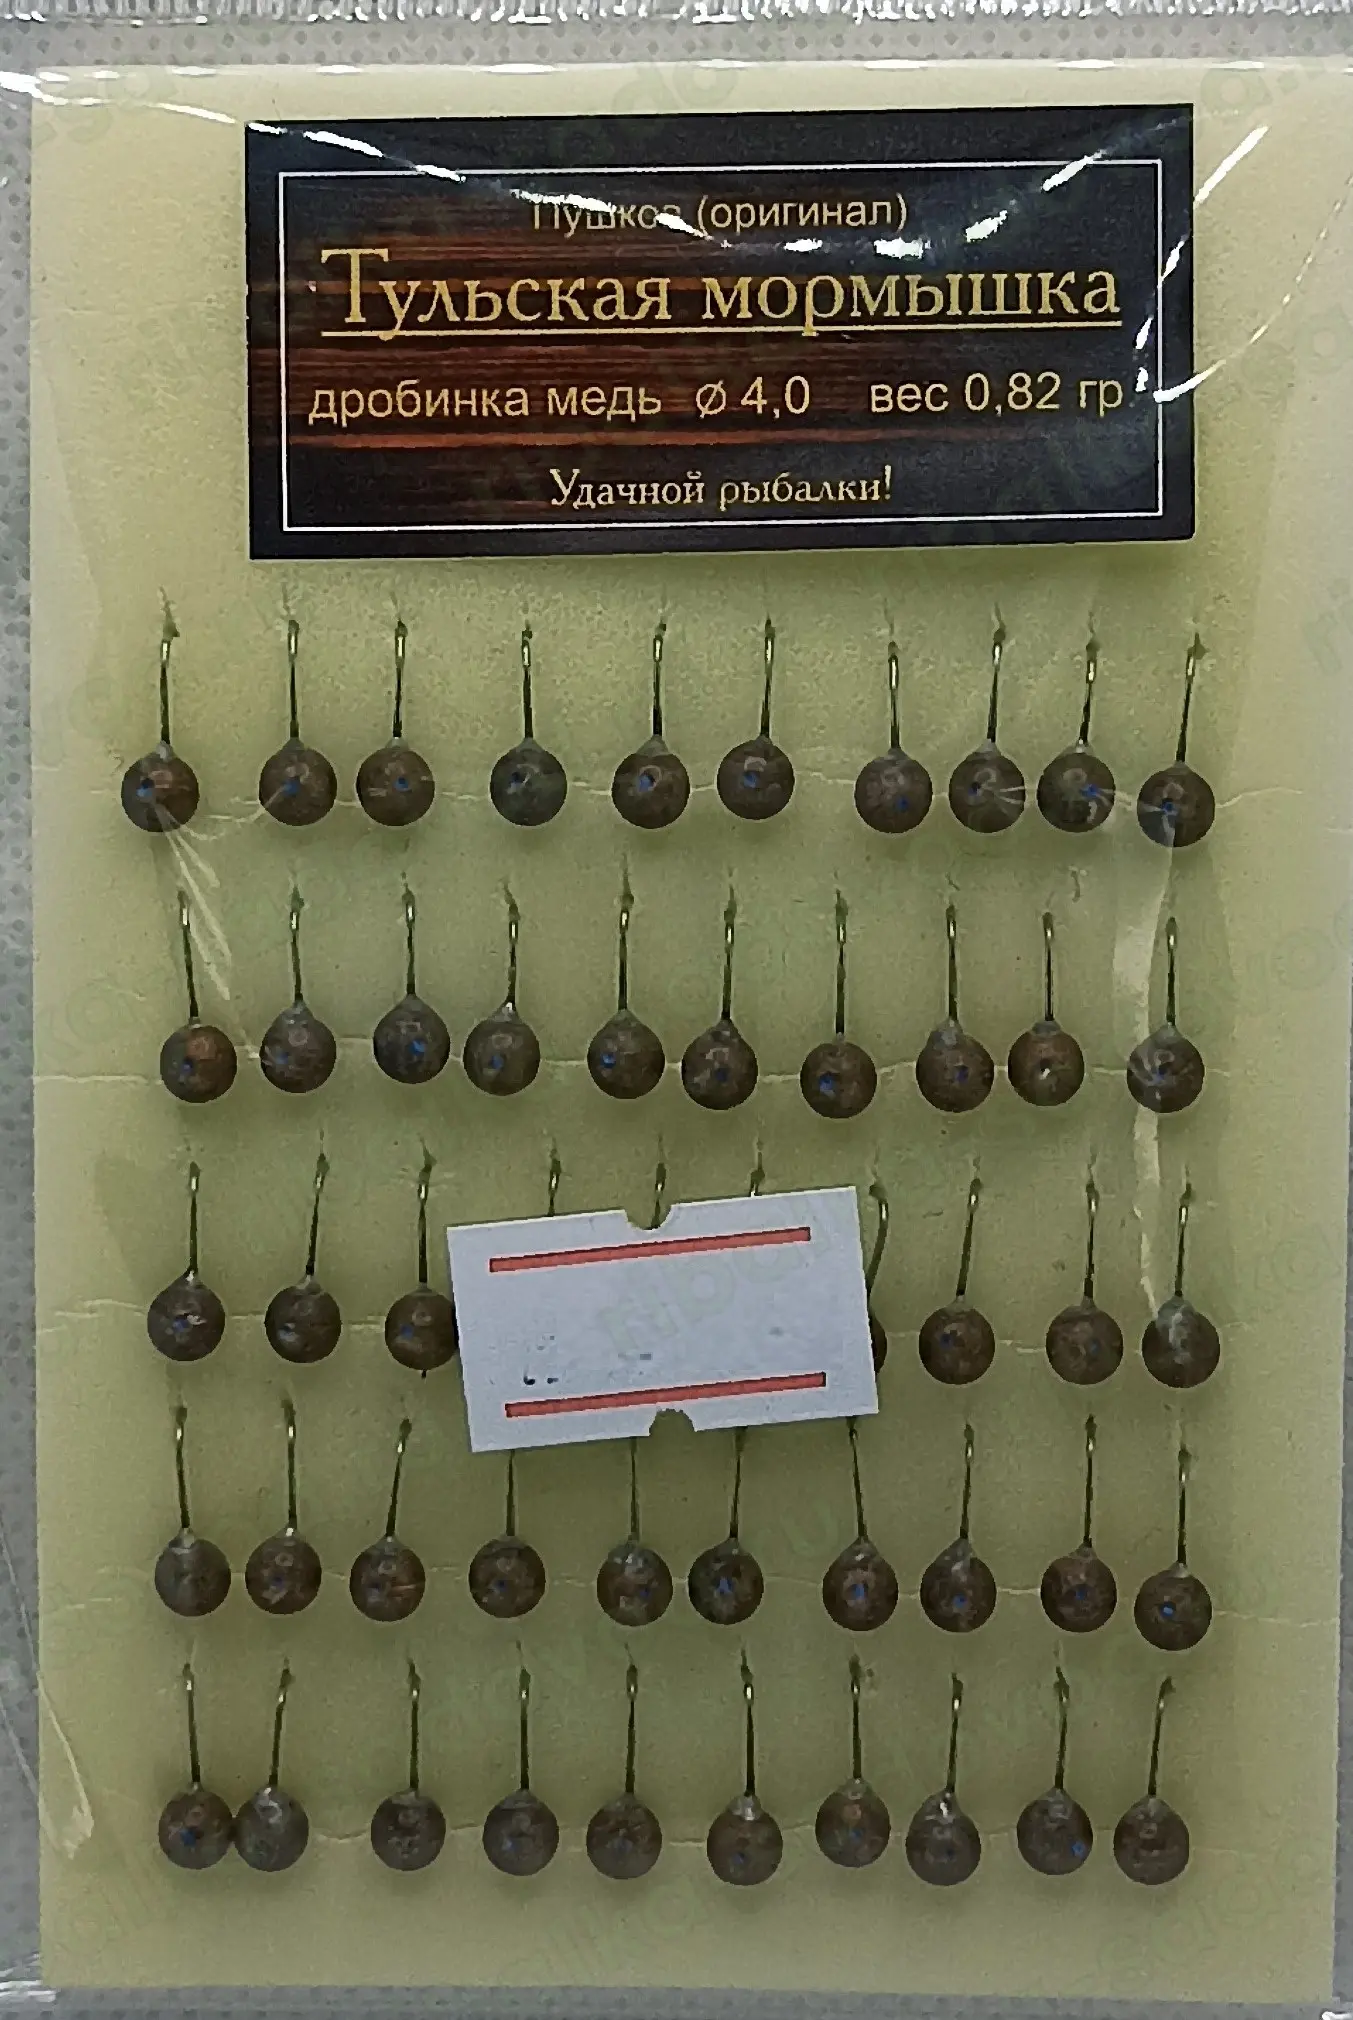 Пушков (оригинал)
Тульская мормышка
дробинка медь ⌀ 4,0 вес 0,82 гр
Удачной рыбалки!